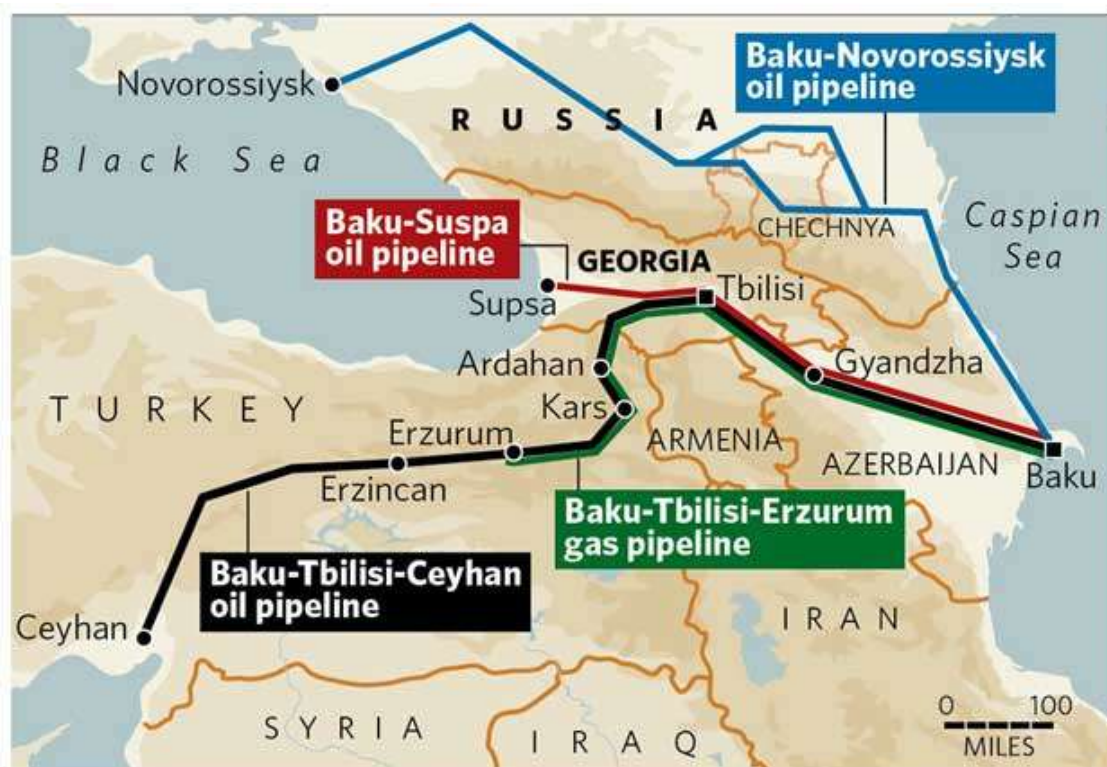 Baku-Novorossiysk
oil pipeline
Novorossiysk
RUSSIA
Black Sea
Caspian
Sea
CHECHNYA
Baku-Suspa
oil pipeline
GEORGIA
Tbilisi
Supsa
Ardahan
Gyandzha
Kars
TURKEY
Erzurum
ARMENIA
AZERBAIJAN
Baku
Erzincan
Baku-Tbilisi-Erzurum
gas pipeline
Baku-Tbilisi-Ceyhan
oil pipeline
Ceyhan
IRAN
SYRIA
IRAQ
0 100
MILES